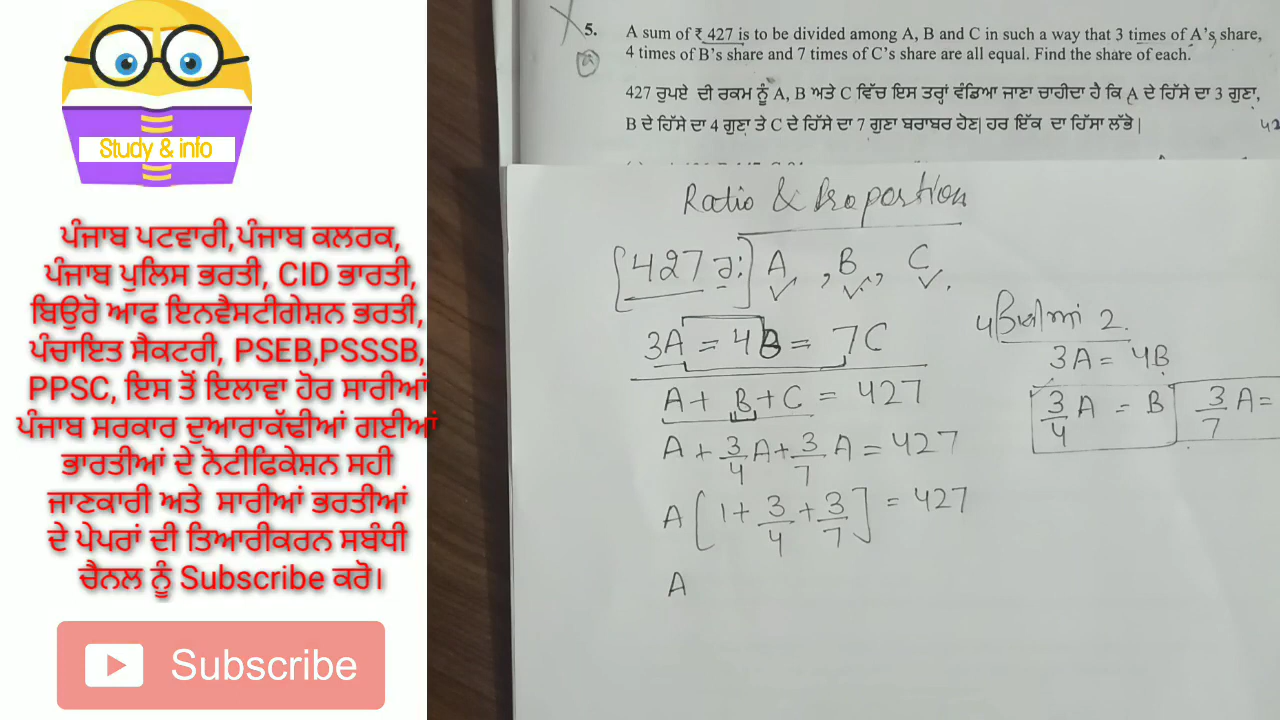 Study & info
ਪੰਜਾਬ ਪਟਵਾਰੀ,ਪੰਜਾਬ ਕਲਰਕ,
ਪੰਜਾਬ ਪੁਲਿਸ ਭਰਤੀ, CID ਭਾਰਤੀ,
ਬਿਉਰੋ ਆਫ ਇਨਵੈਸਟੀਗੇਸ਼ਨ ਭਰਤੀ,
ਪੰਚਾਇਤ ਸੈਕਟਰੀ, PSEB,PSSSB,
PPSC, ਇਸ ਤੋਂ ਇਲਾਵਾ ਹੋਰ ਸਾਰੀਆਂ
ਪੰਜਾਬ ਸਰਕਾਰ ਦੁਆਰਾਕੱਢੀਆਂ ਗਈਆਂ
ਭਾਰਤੀਆਂ ਦੇ ਨੋਟੀਫਿਕੇਸ਼ਨ ਸਹੀ
ਜਾਣਕਾਰੀ ਅਤੇ ਸਾਰੀਆਂ ਭਰਤੀਆਂ
ਦੇ ਪੇਪਰਾਂ ਦੀ ਤਿਆਰੀਕਰਨ ਸਬੰਧੀ
ਚੈਨਲ ਨੂੰ Subscribe ਕਰੋ।
Subscribe
5. A sum of ₹ 427 is to be divided among A, B and C in such a way that 3 times of A's share,
4 times of B's share and 7 times of C's share are all equal. Find the share of each.
427 ਰੁਪਏ ਦੀ ਰਕਮ ਨੂੰ A, B ਅਤੇ C ਵਿੱਚ ਇਸ ਤਰ੍ਹਾਂ ਵੰਡਿਆ ਜਾਣਾ ਚਾਹੀਦਾ ਹੈ ਕਿ A ਦੇ ਹਿੱਸੇ ਦਾ 3 ਗੁਣਾ,
B ਦੇ ਹਿੱਸੇ ਦਾ 4 ਗੁਣਾ ਤੇ C ਦੇ ਹਿੱਸੇ ਦਾ 7 ਗੁਣਾ ਬਰਾਬਰ ਹੋਣ| ਹਰ ਇੱਕ ਦਾ ਹਿੱਸਾ ਲੱਭੋ |
Ratio & Proportion
[427 ਰੁ:] A, B, C.
3A = 4B = 7C
A + B + C = 427
A + 3/4 A + 3/7 A = 427
A [1 + 3/4 + 3/7] = 427
A
2.
3A = 4B
3/4 A = B
3/7 A =